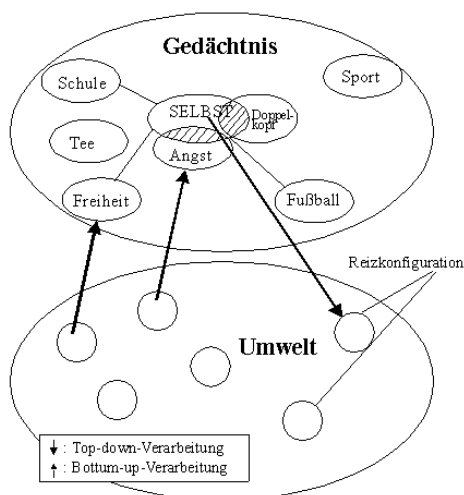 Gedächtnis
Schule
Sport
SELBST
Doppel-
kopf
Tee
Angst
Freiheit
Fußball
Reizkonfiguration
Umwelt
: Top-down-Verarbeitung
: Bottum-up-Verarbeitung